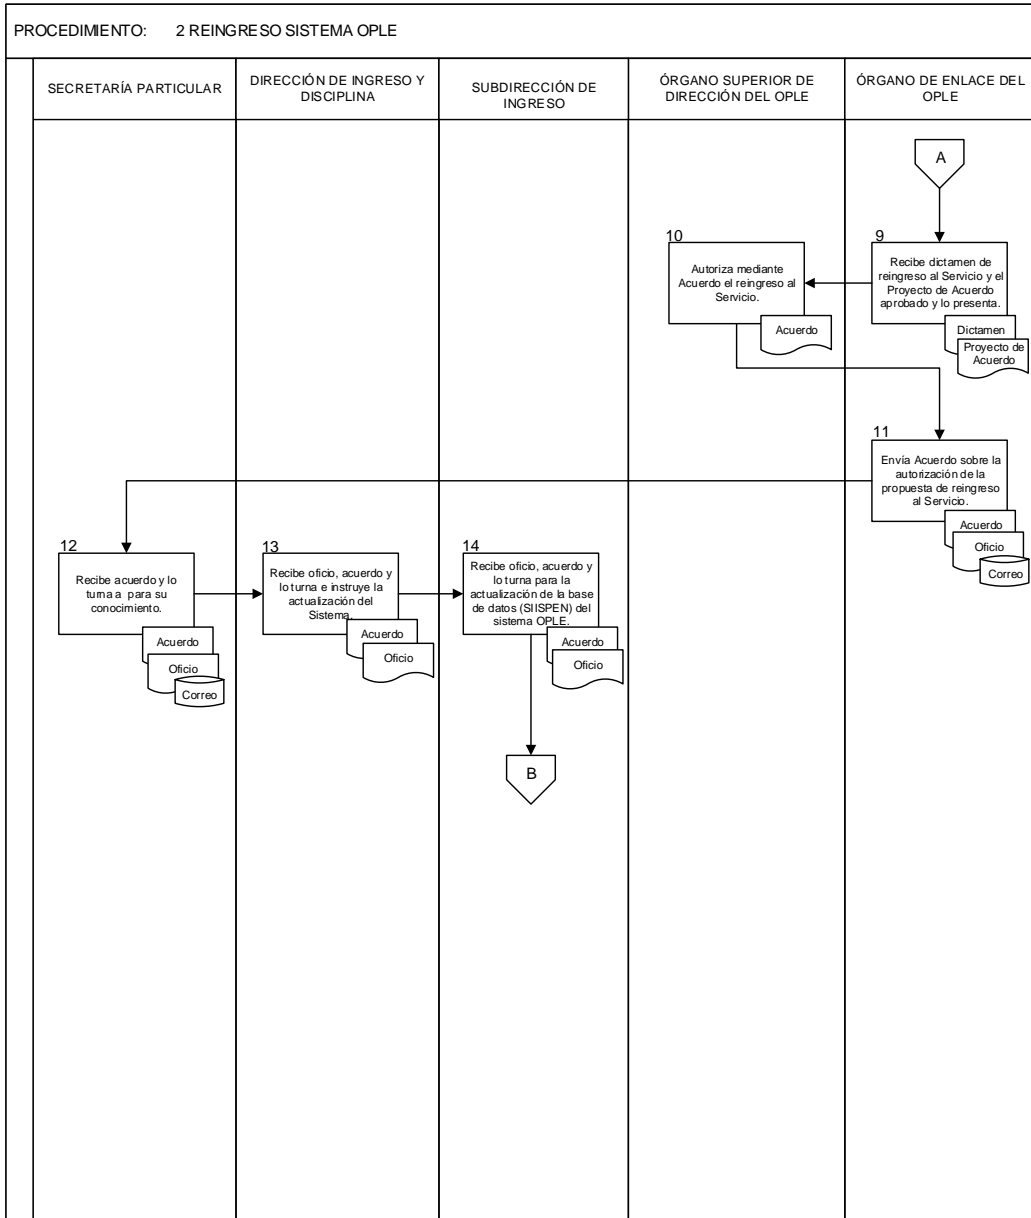 PROCEDIMIENTO: 2 REINGRESO SISTEMA OPLE
SECRETARÍA PARTICULAR
DIRECCIÓN DE INGRESO Y
DISCIPLINA
SUBDIRECCIÓN DE
INGRESO
ÓRGANO SUPERIOR DE
DIRECCIÓN DEL OPLE
ÓRGANO DE ENLACE DEL
OPLE
A
9
Recibe dictamen de
reingreso al Servicio y el
Proyecto de Acuerdo
aprobado y lo presenta.
Dictamen
Proyecto de
Acuerdo
10
Autoriza mediante
Acuerdo el reingreso al
Servicio.
Acuerdo
11
Envía Acuerdo sobre la
autorización de la
propuesta de reingreso
al Servicio.
Acuerdo
Oficio
Correo
12
Recibe acuerdo y lo
turna a para su
conocimiento.
Acuerdo
Oficio
Correo
13
Recibe oficio, acuerdo y
lo turna e instruye la
actualización del
Sistema.
Acuerdo
Oficio
14
Recibe oficio, acuerdo y
lo turna para la
actualización de la base
de datos (SIISPEN) del
sistema OPLE.
Acuerdo
Oficio
B